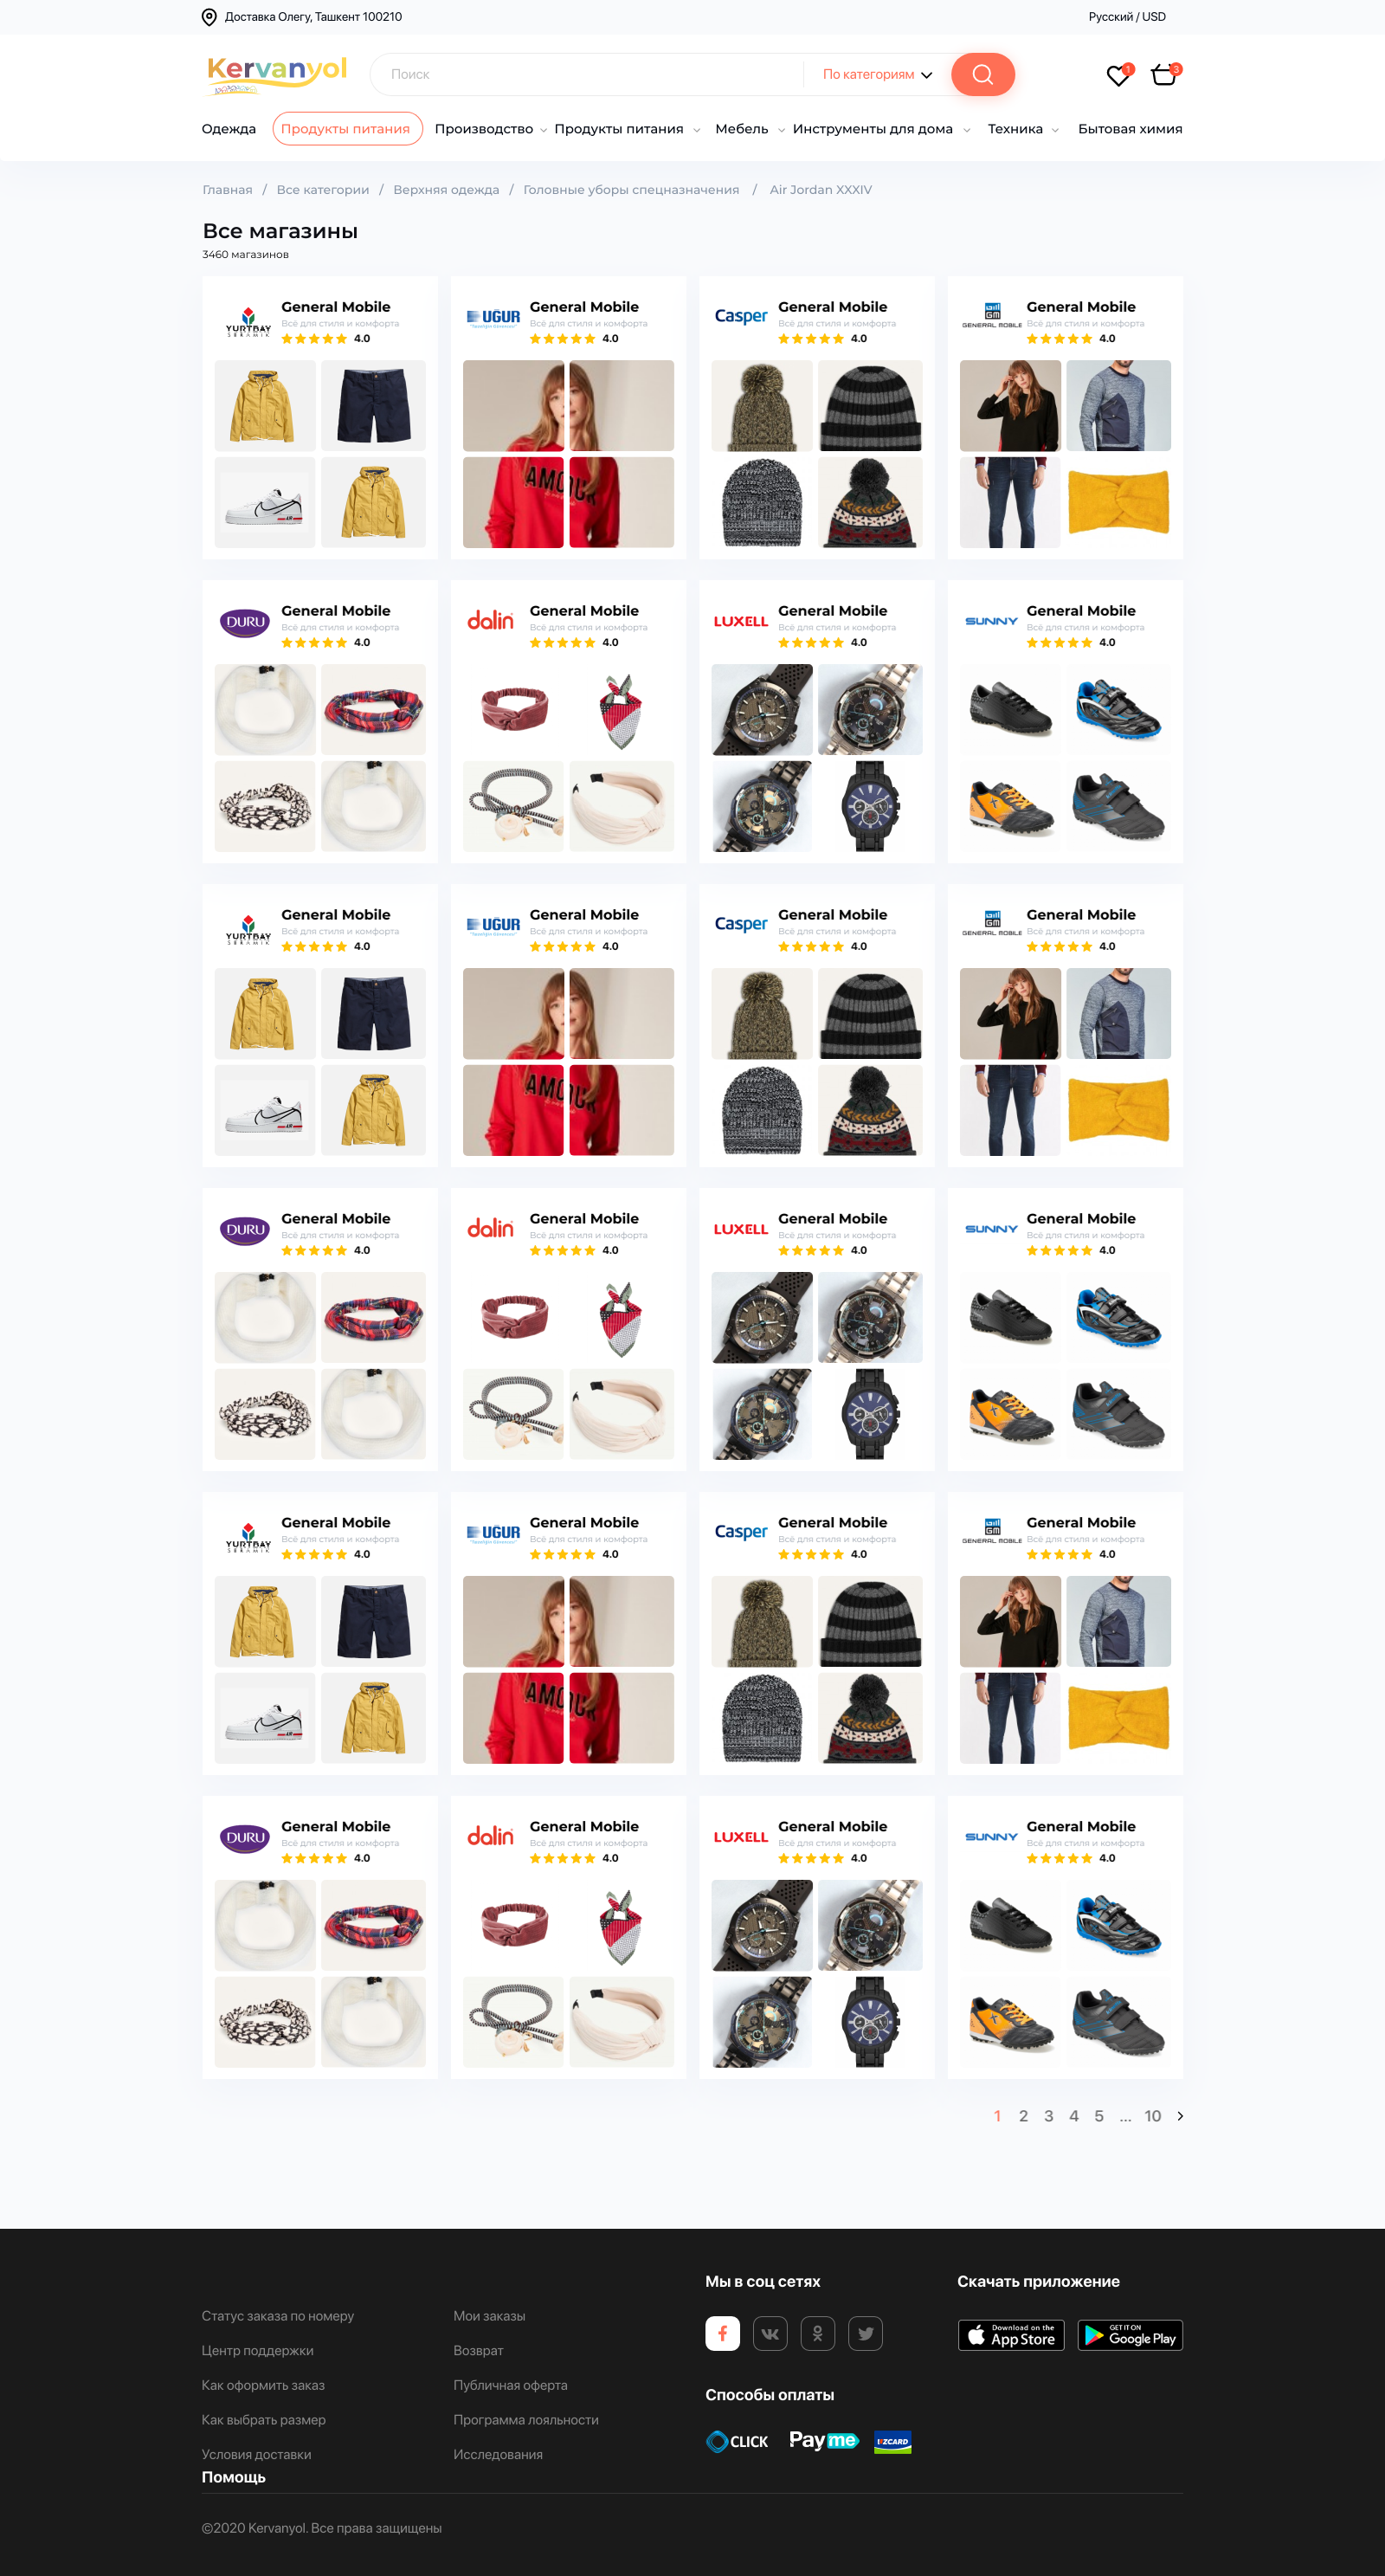 Доставка Олегу, Ташкент 100210 Русский / USD
Kervanyol Поиск По категориям 1 3
Одежда Продукты питания Производство Продукты питания Мебель Инструменты для дома Техника Бытовая химия
Главная / Все категории / Верхняя одежда / Головные уборы спецназначения / Air Jordan XXXIV
Все магазины
3460 магазинов
YURTBAY SERAMIK General Mobile UĞUR General Mobile Casper General Mobile GM GENERAL MOBILE General Mobile
Всё для стиля и комфорта Всё для стиля и комфорта Всё для стиля и комфорта Всё для стиля и комфорта
4.0 4.0 4.0 4.0
AMOUR
DURU General Mobile dalin General Mobile LUXELL General Mobile SUNNY General Mobile
Всё для стиля и комфорта Всё для стиля и комфорта Всё для стиля и комфорта Всё для стиля и комфорта
4.0 4.0 4.0 4.0
YURTBAY SERAMIK General Mobile UĞUR General Mobile Casper General Mobile GM GENERAL MOBILE General Mobile
Всё для стиля и комфорта Всё для стиля и комфорта Всё для стиля и комфорта Всё для стиля и комфорта
4.0 4.0 4.0 4.0
AMOUR
DURU General Mobile dalin General Mobile LUXELL General Mobile SUNNY General Mobile
Всё для стиля и комфорта Всё для стиля и комфорта Всё для стиля и комфорта Всё для стиля и комфорта
4.0 4.0 4.0 4.0
YURTBAY SERAMIK General Mobile UĞUR General Mobile Casper General Mobile GM GENERAL MOBILE General Mobile
Всё для стиля и комфорта Всё для стиля и комфорта Всё для стиля и комфорта Всё для стиля и комфорта
4.0 4.0 4.0 4.0
AMOUR
DURU General Mobile dalin General Mobile LUXELL General Mobile SUNNY General Mobile
Всё для стиля и комфорта Всё для стиля и комфорта Всё для стиля и комфорта Всё для стиля и комфорта
4.0 4.0 4.0 4.0
1 2 3 4 5 ... 10
Мы в соц сетях Скачать приложение
Статус заказа по номеру Мои заказы
Download on the App Store GET IT ON Google Play
Центр поддержки Возврат
Как оформить заказ Публичная оферта
Способы оплаты
Как выбрать размер Программа лояльности
CLICK Payme UZCARD
Условия доставки Исследования
Помощь
©2020 Kervanyol. Все права защищены